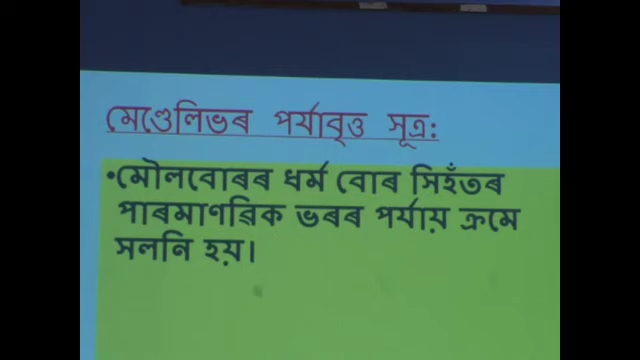 মেণ্ডেলিভৰ পৰ্যাবৃত্ত সূত্ৰ:
•মৌলবোৰৰ ধৰ্ম বোৰ সিহঁতৰ
পাৰমাণৱিক ভৰৰ পৰ্যায় ক্ৰমে
সলনি হয়।